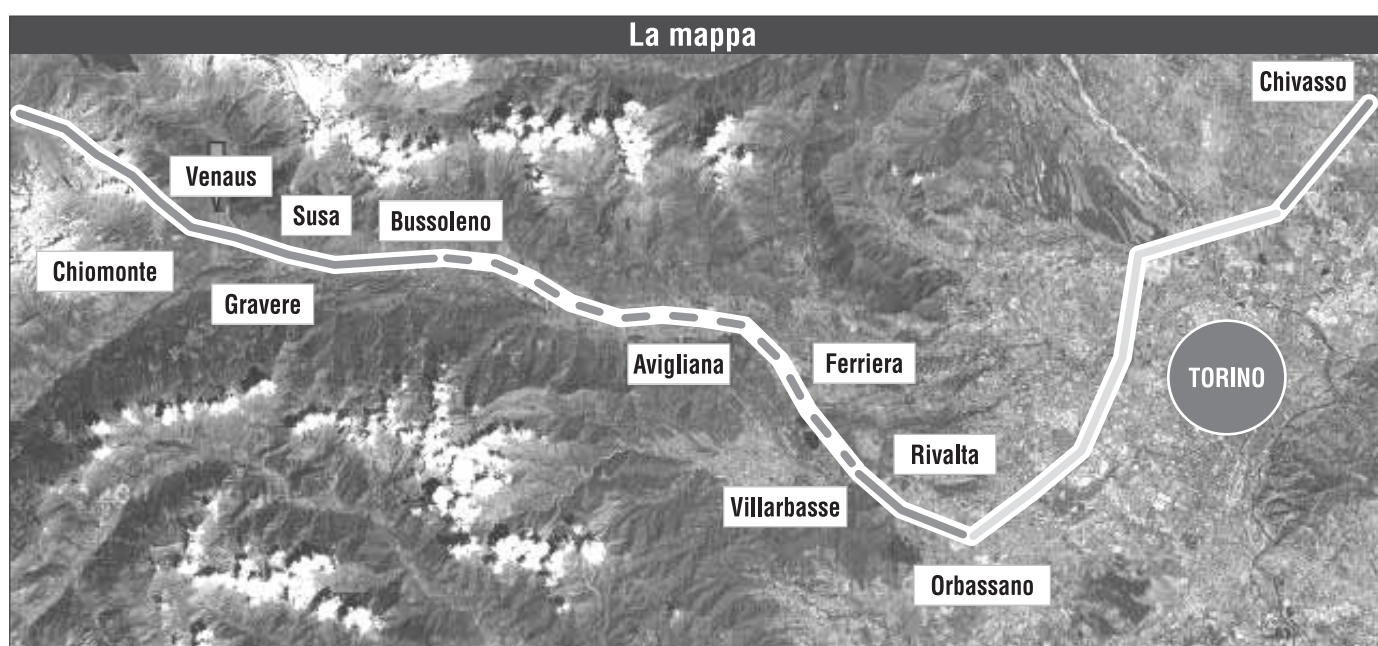 La mappa
Chivasso
Venaus
Susa
Bussoleno
Chiomonte
Gravere
Avigliana
Ferriera
TORINO
Rivalta
Villarbasse
Orbassano